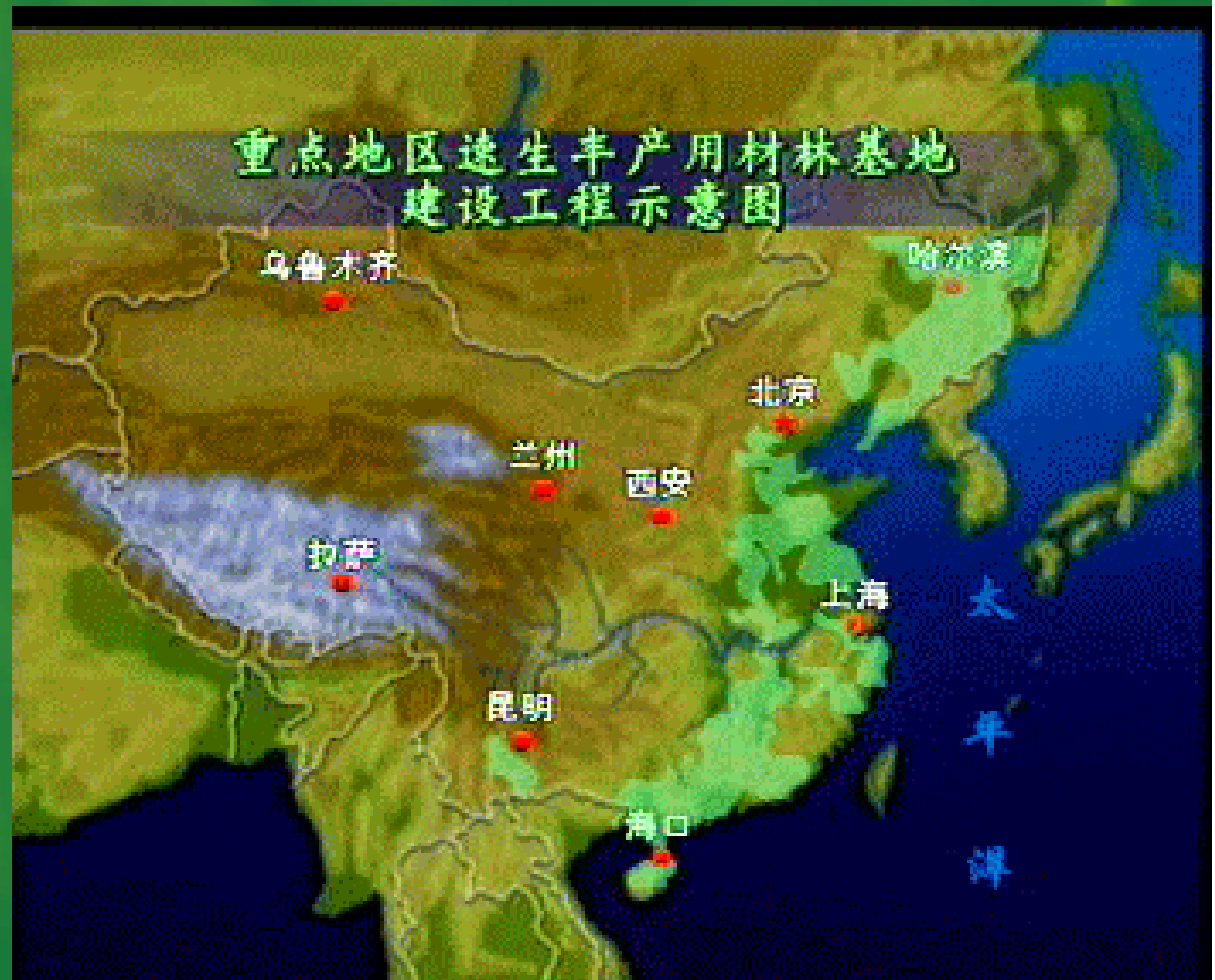 重点地区速生丰产用材林基地
建设工程示意图
乌鲁木齐
哈尔滨
北京
兰州
西安
拉萨
上海
昆明
海口
太
平
洋